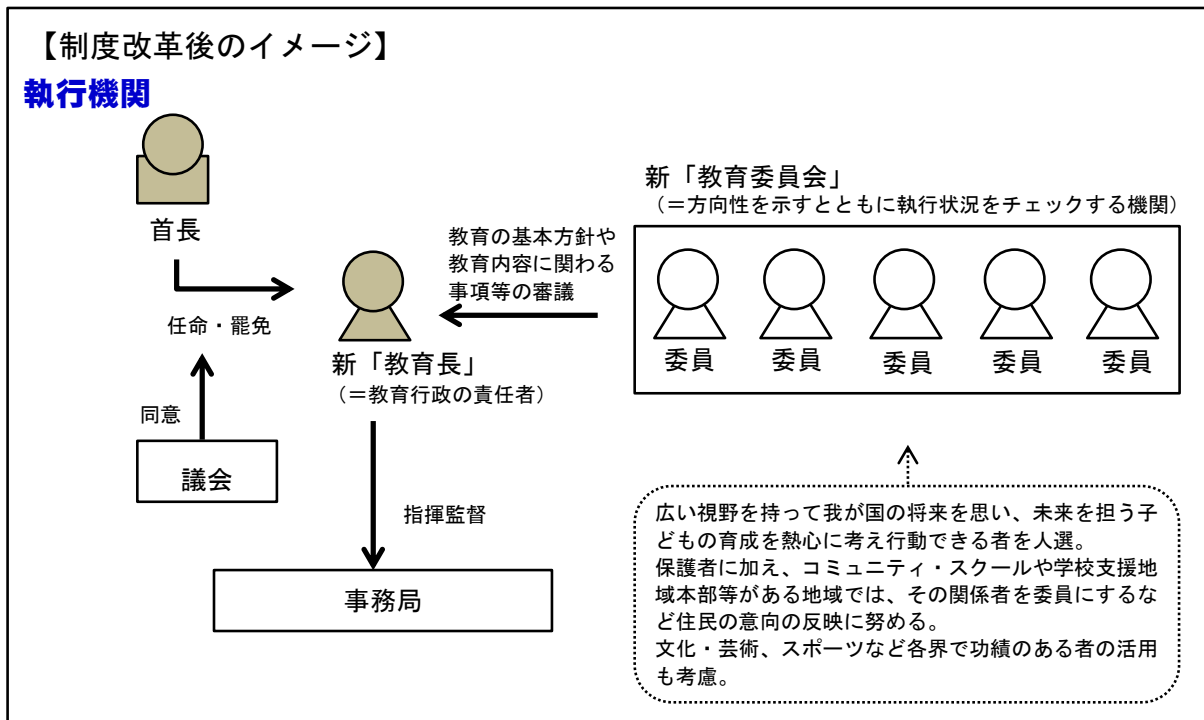 【制度改革後のイメージ】
執行機関
首長
任命・罷免
同意
議会
教育の基本方針や
教育内容に関わる
事項等の審議
新「教育長」
（＝教育行政の責任者）
指揮監督
事務局
新「教育委員会」
（＝方向性を示すとともに執行状況をチェックする機関）
委員 委員 委員 委員 委員
広い視野を持って我が国の将来を思い、未来を担う子
どもの育成を熱心に考え行動できる者を人選。
保護者に加え、コミュニティ・スクールや学校支援地
域本部等がある地域では、その関係者を委員にするな
ど住民の意向の反映に努める。
文化・芸術、スポーツなど各界で功績のある者の活用
も考慮。